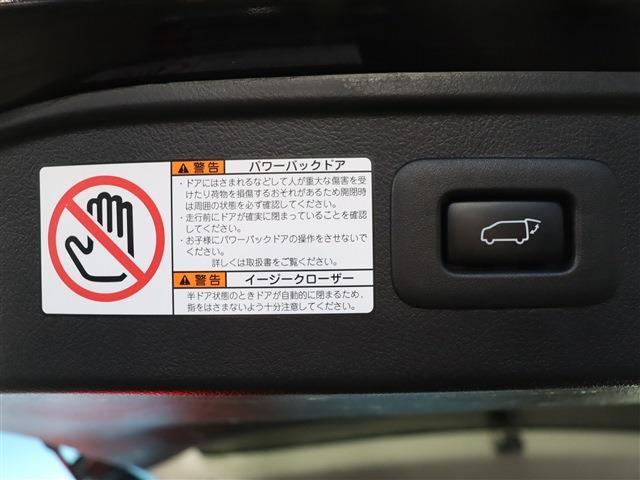 警告 パワーバックドア
・ドアにはさまれるなどして人が重大な傷害を受
けたり荷物を損傷するおそれがあるため開閉時
は周囲の状態を必ず確認してください。
・走行前にドアが確実に閉まっていることを確認
してください。
・お子様にパワーバックドアの操作をさせないで
ください。
詳しくは取扱書をご覧ください。
警告 イージークローザー
半ドア状態のときドアが自動的に閉まるため、
指をはさまないよう十分注意してください。